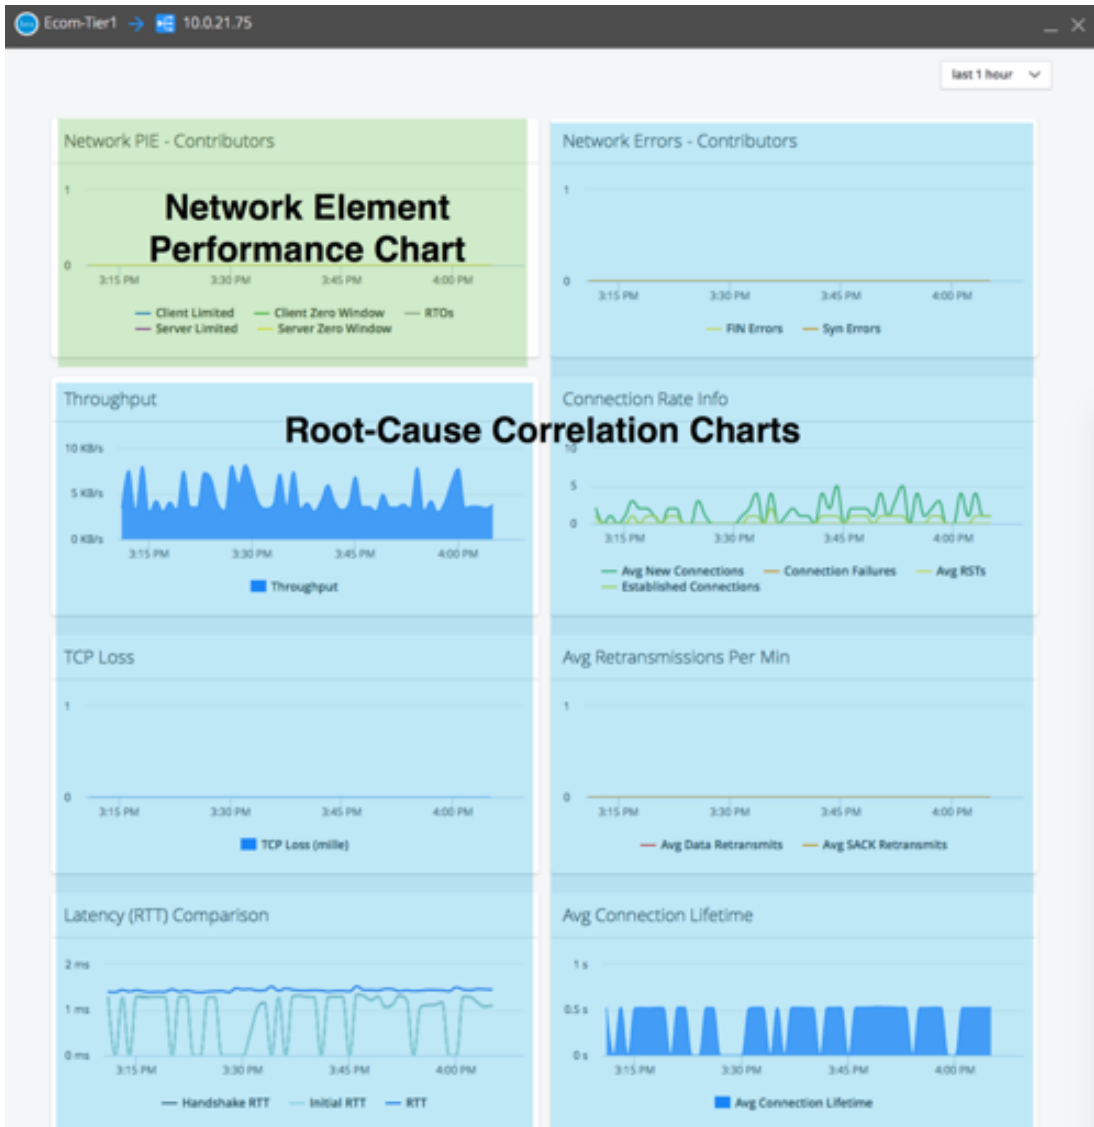 Ecom-Tier1 → 10.0.21.75
last 1 hour
Network PIE - Contributors
1
Network Element
Performance Chart
0
3:15 PM 3:30 PM 3:45 PM 4:00 PM
Client Limited Client Zero Window RTOs
Server Limited Server Zero Window
Network Errors - Contributors
1
0
3:15 PM 3:30 PM 3:45 PM 4:00 PM
FIN Errors Syn Errors
Root-Cause Correlation Charts
Throughput
10 KB/s
5 KB/s
0 KB/s
3:15 PM 3:30 PM 3:45 PM 4:00 PM
Throughput
Connection Rate Info
10
5
0
3:15 PM 3:30 PM 3:45 PM 4:00 PM
Avg New Connections Connection Failures Avg RSTs
Established Connections
TCP Loss
1
0
3:15 PM 3:30 PM 3:45 PM 4:00 PM
TCP Loss (mille)
Avg Retransmissions Per Min
1
0
3:15 PM 3:30 PM 3:45 PM 4:00 PM
Avg Data Retransmits Avg SACK Retransmits
Latency (RTT) Comparison
2 ms
1 ms
0 ms
3:15 PM 3:30 PM 3:45 PM 4:00 PM
Handshake RTT Initial RTT RTT
Avg Connection Lifetime
1 s
0.5 s
0 s
3:15 PM 3:30 PM 3:45 PM 4:00 PM
Avg Connection Lifetime